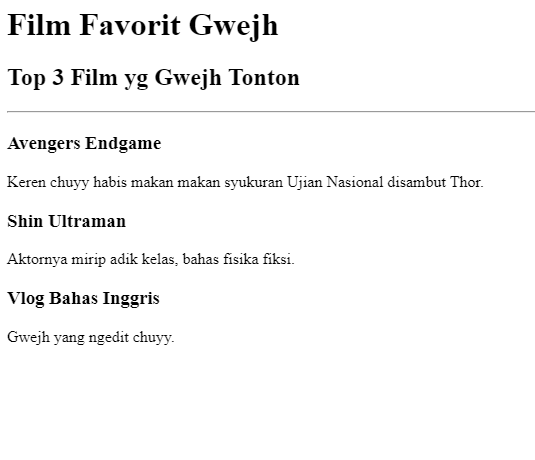 Film Favorit Gwejh
Top 3 Film yg Gwejh Tonton
Avengers Endgame
Keren chuyy habis makan makan syukuran Ujian Nasional disambut Thor.
Shin Ultraman
Aktornya mirip adik kelas, bahas fisika fiksi.
Vlog Bahas Inggris
Gwejh yang ngedit chuyy.